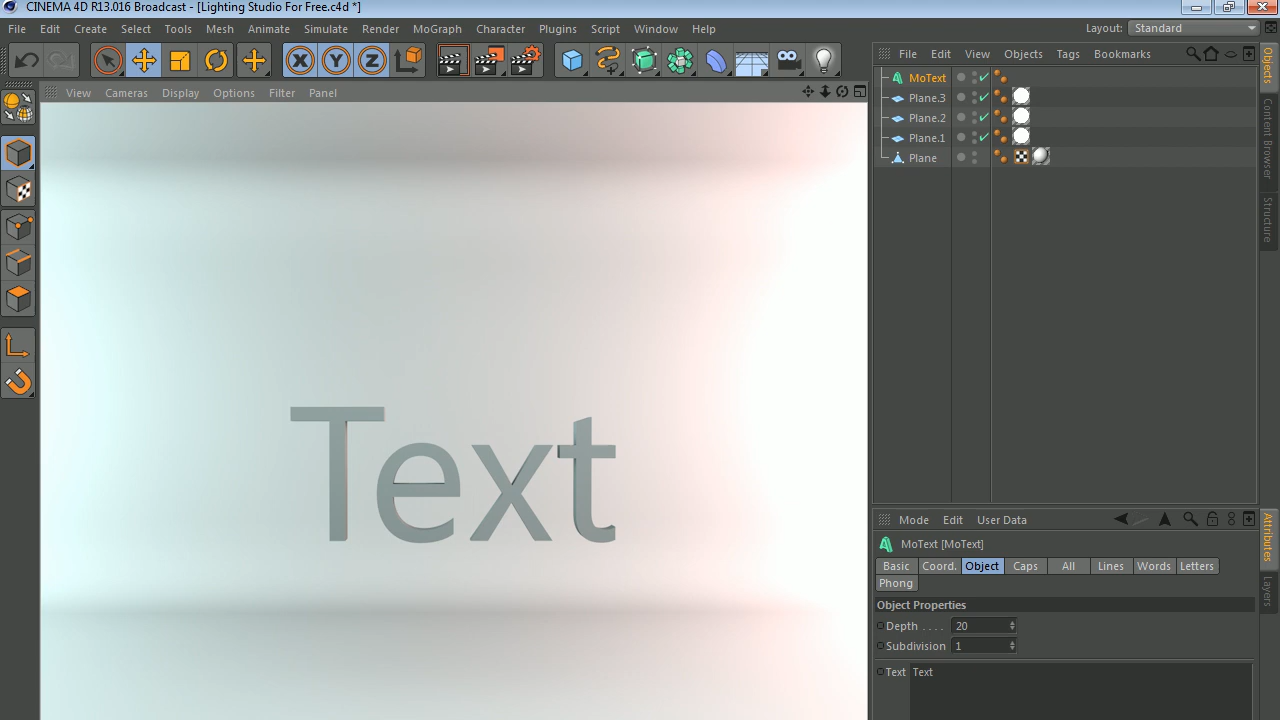 CINEMA 4D R13.016 Broadcast - [Lighting Studio For Free.c4d *]
File Edit Create Select Tools Mesh Animate Simulate Render MoGraph Character Plugins Script Window Help Layout: Standard
X Y Z
File Edit View Objects Tags Bookmarks
View Cameras Display Options Filter Panel
MoText
Plane.3
Plane.2
Plane.1
Plane
Objects
Content Browser
Structure
Text
Mode Edit User Data
MoText [MoText]
Basic Coord. Object Caps All Lines Words Letters
Phong
Object Properties
Depth . . . . 20
Subdivision 1
Text Text
Attributes
Layers